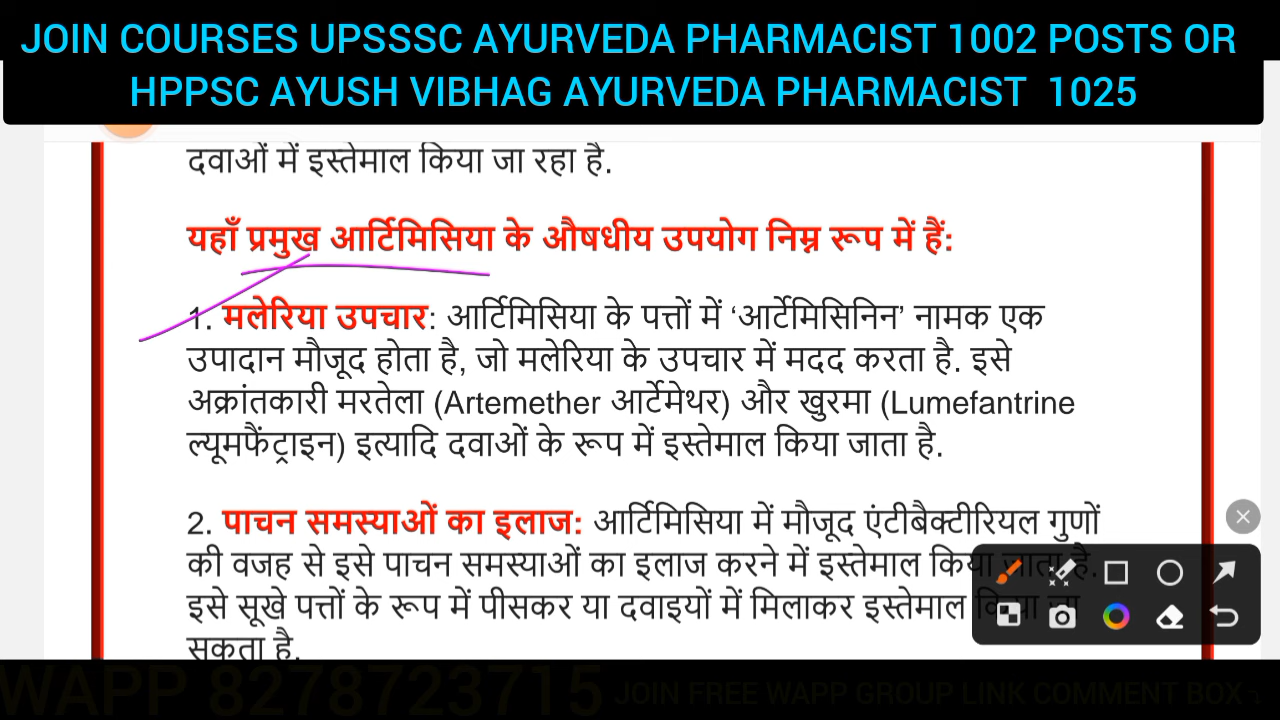 JOIN COURSES UPSSSC AYURVEDA PHARMACIST 1002 POSTS OR
HPPSC AYUSH VIBHAG AYURVEDA PHARMACIST 1025
दवाओं में इस्तेमाल किया जा रहा है.
यहाँ प्रमुख आर्टिमिसिया के औषधीय उपयोग निम्न रूप में हैं:
1. मलेरिया उपचार: आर्टिमिसिया के पत्तों में ‘आर्टेमिसिनिन’ नामक एक
उपादान मौजूद होता है, जो मलेरिया के उपचार में मदद करता है. इसे
अक्रांतकारी मरतेला (Artemether आर्टेमेथर) और खुरमा (Lumefantrine
ल्यूमफैंट्राइन) इत्यादि दवाओं के रूप में इस्तेमाल किया जाता है.
2. पाचन समस्याओं का इलाज: आर्टिमिसिया में मौजूद एंटीबैक्टीरियल गुणों
की वजह से इसे पाचन समस्याओं का इलाज करने में इस्तेमाल किया जाता है.
इसे सूखे पत्तों के रूप में पीसकर या दवाइयों में मिलाकर इस्तेमाल किया जा
सकता है.
WAPP 8278723715 JOIN FREE WAPP GROUP LINK COMMENT BOX